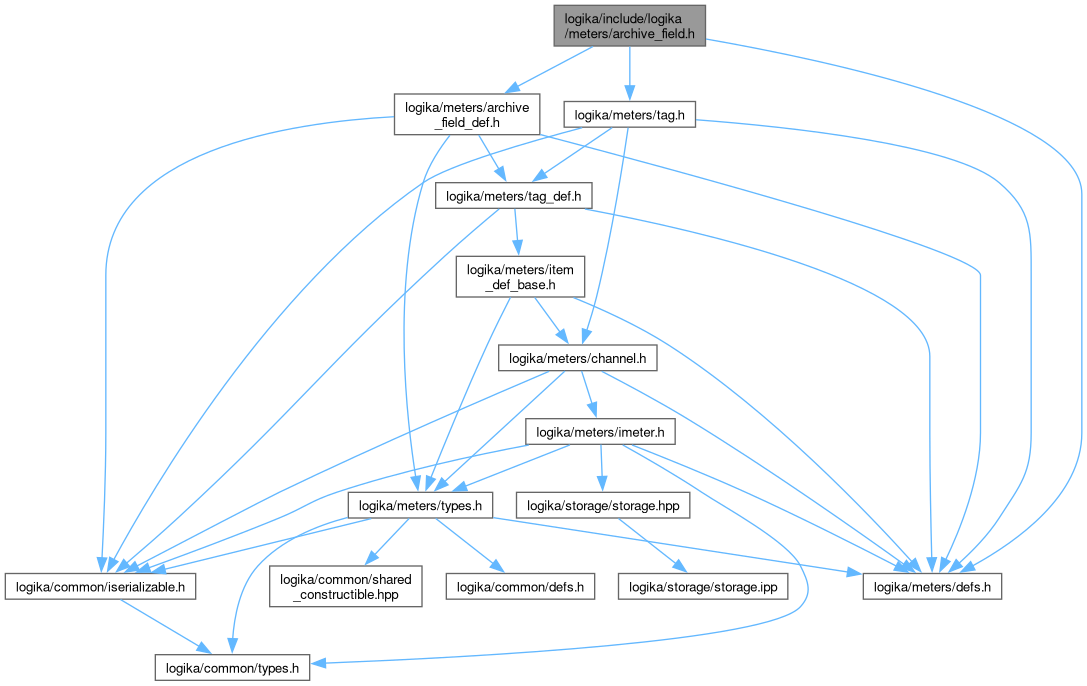 logika/include/logika
/meters/archive_field.h
logika/meters/archive
_field_def.h
logika/meters/tag.h
logika/meters/tag_def.h
logika/meters/item
_def_base.h
logika/meters/channel.h
logika/meters/imeter.h
logika/meters/types.h
logika/storage/storage.hpp
logika/common/iserializable.h
logika/common/shared
_constructible.hpp
logika/common/defs.h
logika/storage/storage.ipp
logika/meters/defs.h
logika/common/types.h